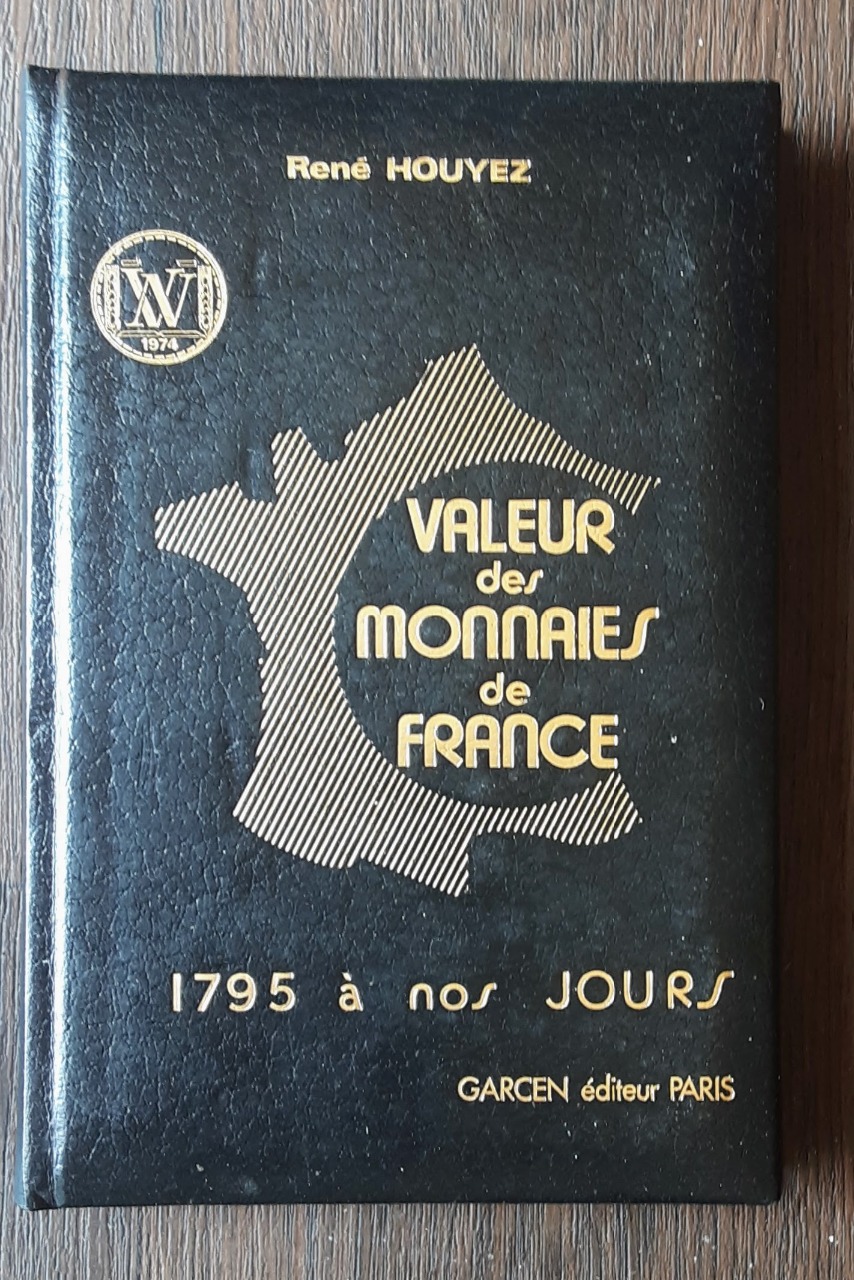 René HOUYEZ
1974
VALEUR
des
MONNAIES
de
FRANCE
1795 à nos JOURS
GARCEN éditeur PARIS